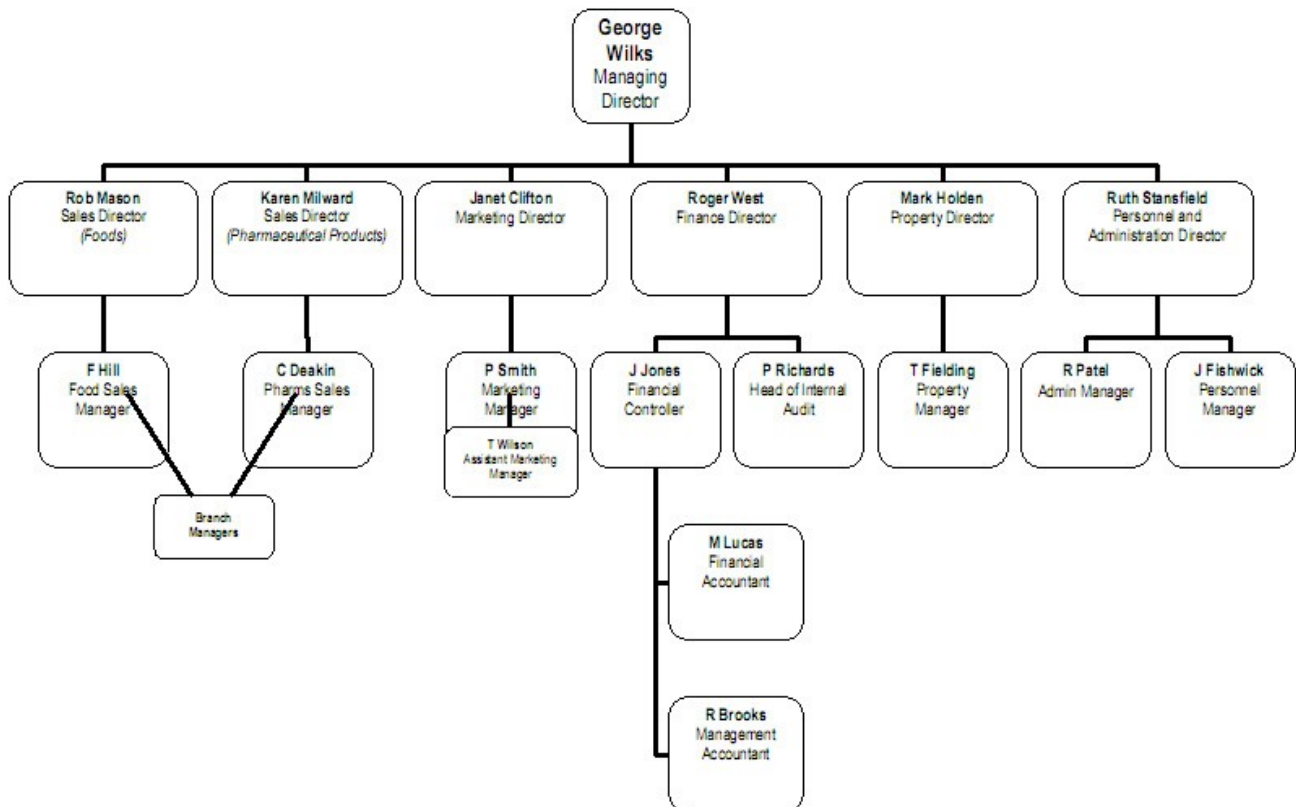 George
Wilks
Managing
Director
Rob Mason
Sales Director
(Foods)
Karen Milward
Sales Director
(Pharmaceutical Products)
Janet Clifton
Marketing Director
Roger West
Finance Director
Mark Holden
Property Director
Ruth Stansfield
Personnel and
Administration Director
F Hill
Food Sales
Manager
C Deakin
Pharms Sales
Manager
P Smith
Marketing
Manager
T Wilson
Assistant Marketing
Manager
J Jones
Financial
Controller
P Richards
Head of Internal
Audit
T Fielding
Property
Manager
R Patel
Admin Manager
J Fishwick
Personnel
Manager
Branch
Managers
M Lucas
Financial
Accountant
R Brooks
Management
Accountant